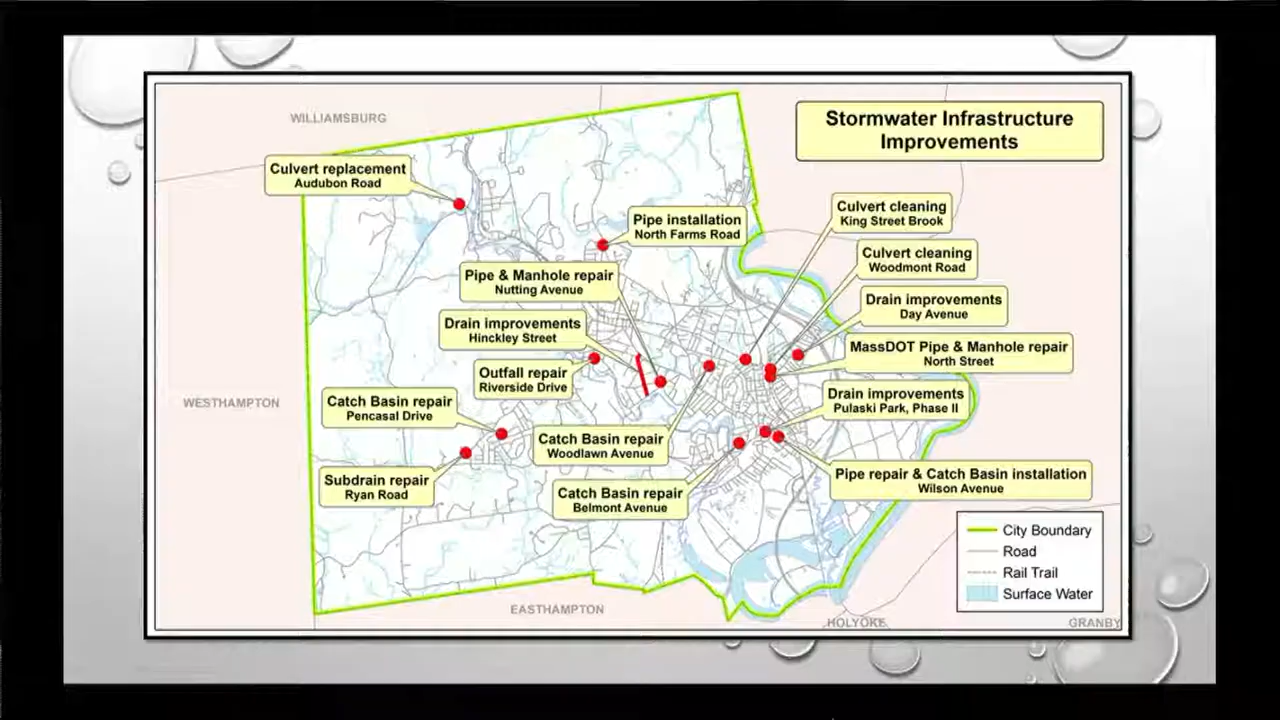 Stormwater Infrastructure
Improvements
WILLIAMSBURG
Culvert replacement
Audubon Road
Pipe installation
North Farms Road
Culvert cleaning
King Street Brook
Culvert cleaning
Woodmont Road
Pipe & Manhole repair
Nutting Avenue
Drain improvements
Day Avenue
Drain improvements
Hinckley Street
MassDOT Pipe & Manhole repair
North Street
Outfall repair
Riverside Drive
WESTHAMPTON
Catch Basin repair
Pencasal Drive
Drain improvements
Pulaski Park, Phase II
Catch Basin repair
Woodlawn Avenue
Subdrain repair
Ryan Road
Pipe repair & Catch Basin installation
Wilson Avenue
Catch Basin repair
Belmont Avenue
City Boundary
Road
Rail Trail
Surface Water
EASTHAMPTON
HOLYOKE
GRANBY